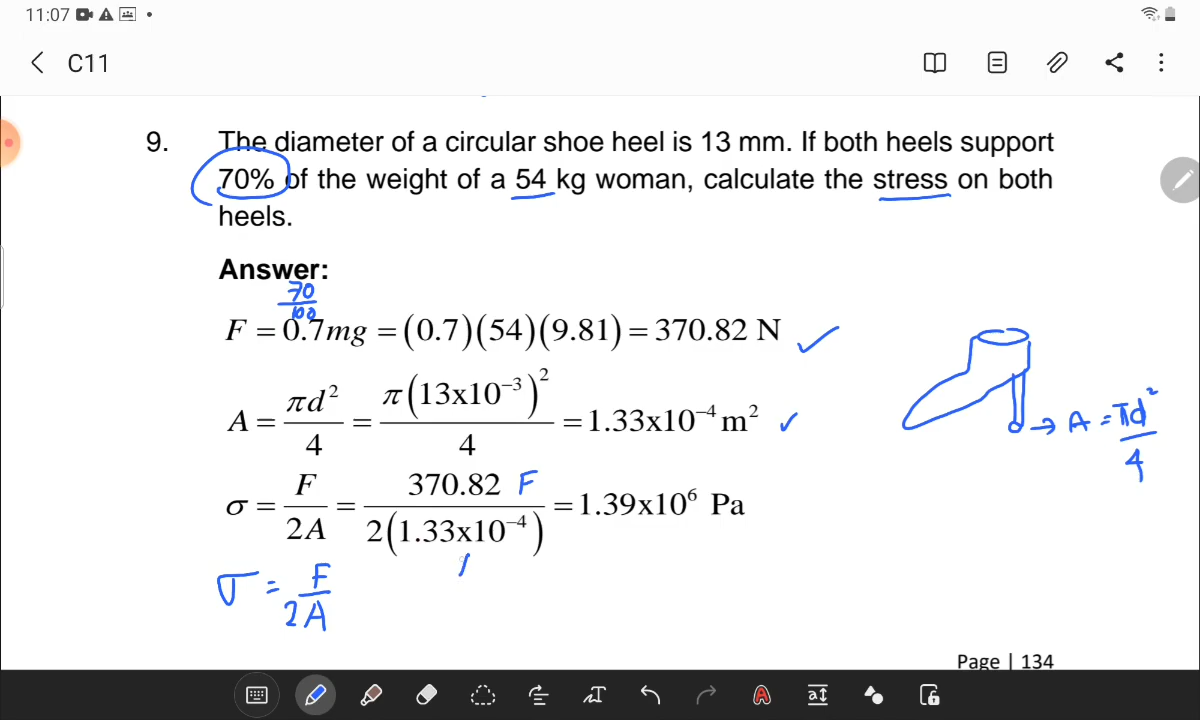 11:07
C11
9. The diameter of a circular shoe heel is 13 mm. If both heels support
70% of the weight of a 54 kg woman, calculate the stress on both
heels.
Answer:
70/100
F = 0.7mg = (0.7)(54)(9.81) = 370.82 N
A = πd²/4 = π(13x10⁻³)²/4 = 1.33x10⁻⁴ m²
→ A = πd²/4
σ = F/2A = 370.82/2(1.33x10⁻⁴) = 1.39x10⁶ Pa
F
σ = F/2A
Page | 134